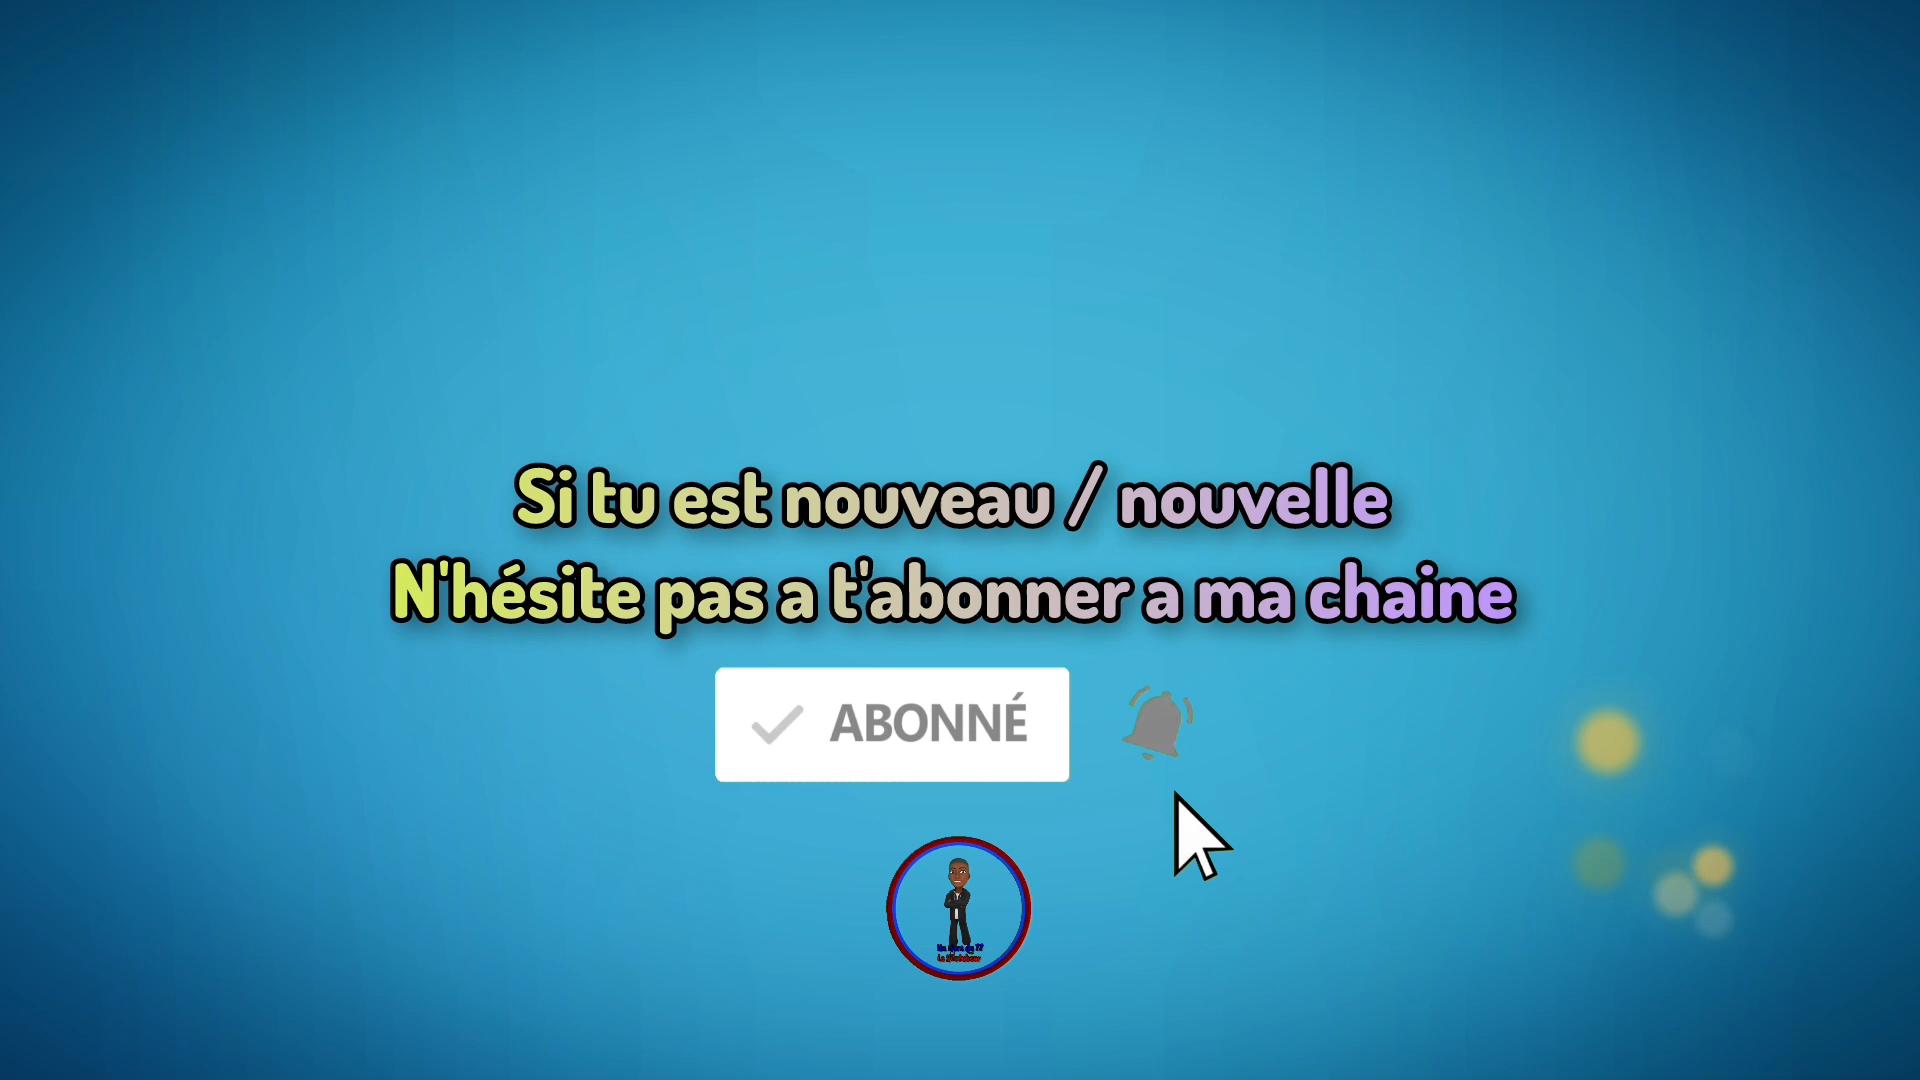 Si tu est nouveau / nouvelle
N'hésite pas a t'abonner a ma chaine
ABONNÉ